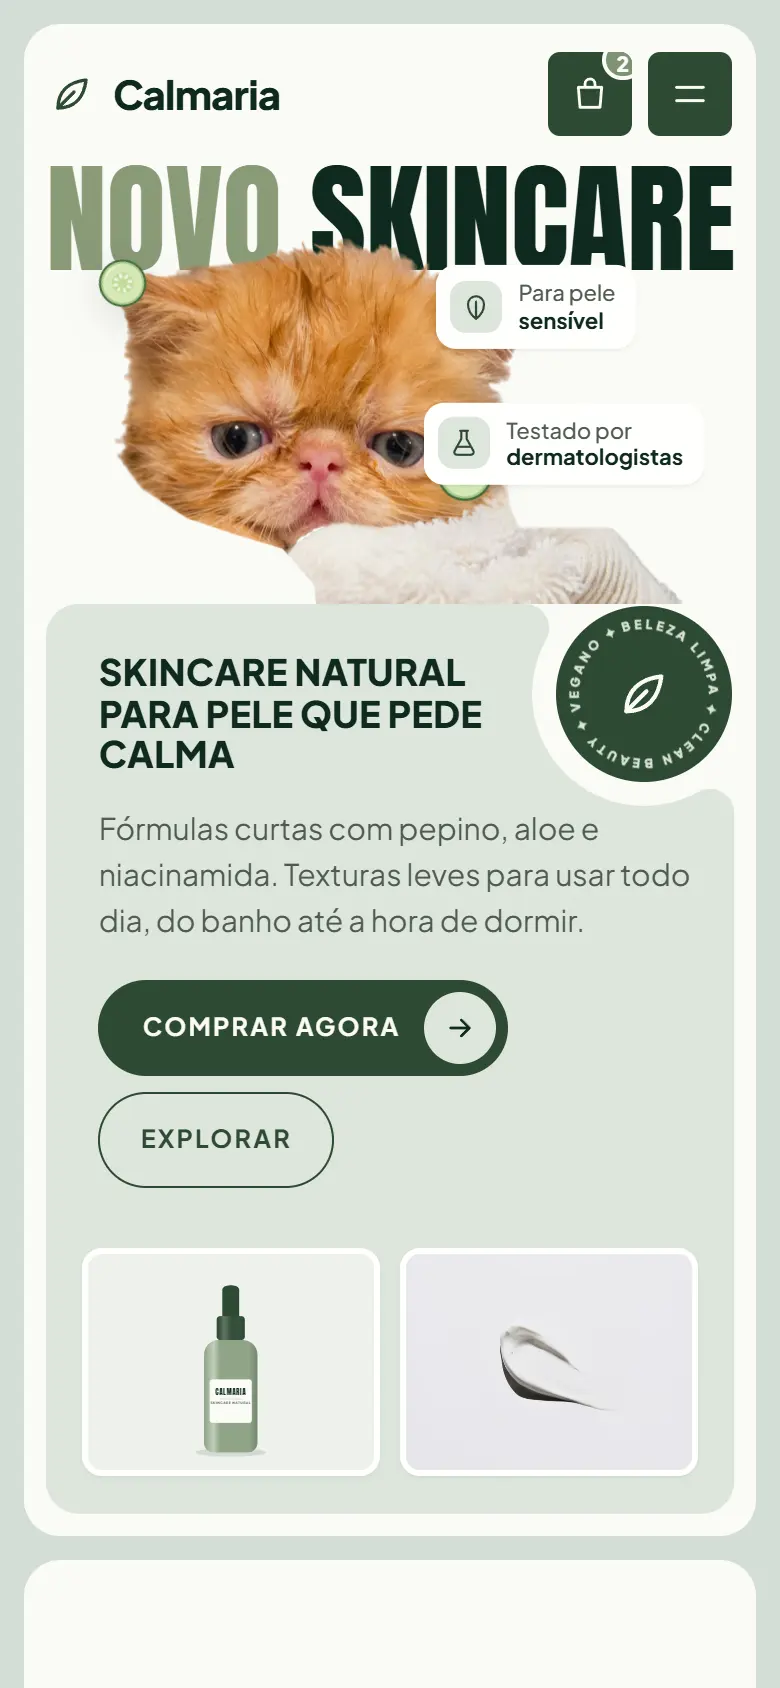 Calmaria
2
NOVO SKINCARE
Para pele
sensível
Testado por
dermatologistas
BELEZA LIMPA ✦ CLEAN BEAUTY ✦ VEGANO ✦
SKINCARE NATURAL
PARA PELE QUE PEDE
CALMA
Fórmulas curtas com pepino, aloe e
niacinamida. Texturas leves para usar todo
dia, do banho até a hora de dormir.
COMPRAR AGORA
EXPLORAR
CALMARIA
SKINCARE NATURAL